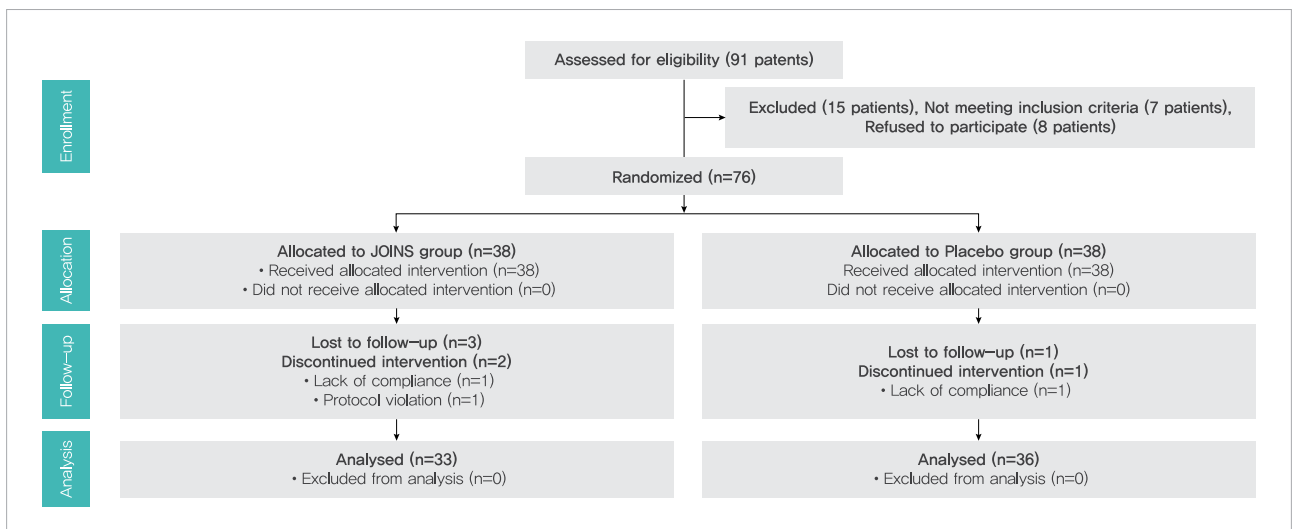 Assessed for eligibility (91 patents)
Enrollment
Excluded (15 patients), Not meeting inclusion criteria (7 patients),
Refused to participate (8 patients)
Randomized (n=76)
Allocation
Allocated to JOINS group (n=38)
• Received allocated intervention (n=38)
• Did not receive allocated intervention (n=0)
Allocated to Placebo group (n=38)
Received allocated intervention (n=38)
Did not receive allocated intervention (n=0)
Follow-up
Lost to follow-up (n=3)
Discontinued intervention (n=2)
• Lack of compliance (n=1)
• Protocol violation (n=1)
Lost to follow-up (n=1)
Discontinued intervention (n=1)
• Lack of compliance (n=1)
Analysis
Analysed (n=33)
• Excluded from analysis (n=0)
Analysed (n=36)
• Excluded from analysis (n=0)